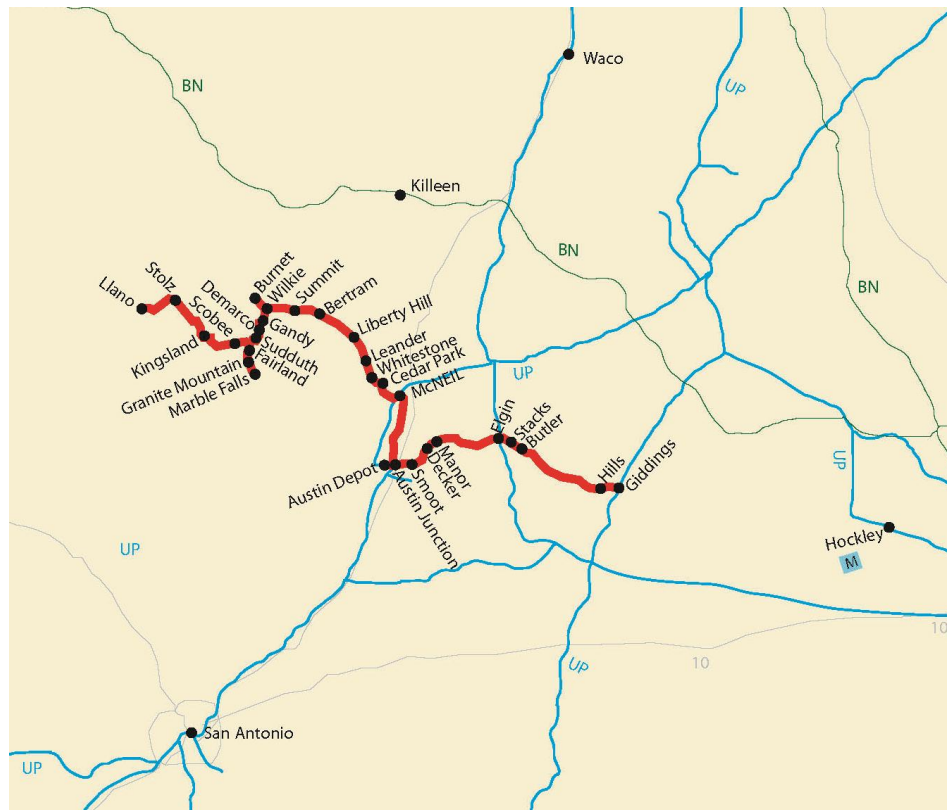 Waco
BN
UP
Killeen
BN
BN
Burnet
Wilkie
Summit
Bertram
Stolz
Llano
Scobee
Demarco
Gandy
Liberty Hill
Kingsland
Sudduth
Fairland
Leander
Whitestone
Cedar Park
Granite Mountain
Marble Falls
McNEIL
UP
Elgin
Stacks
Butler
Manor
Decker
Smoot
Austin Depot
Austin Junction
Hills
Giddings
UP
Hockley
M
UP
10
10
UP
San Antonio
UP